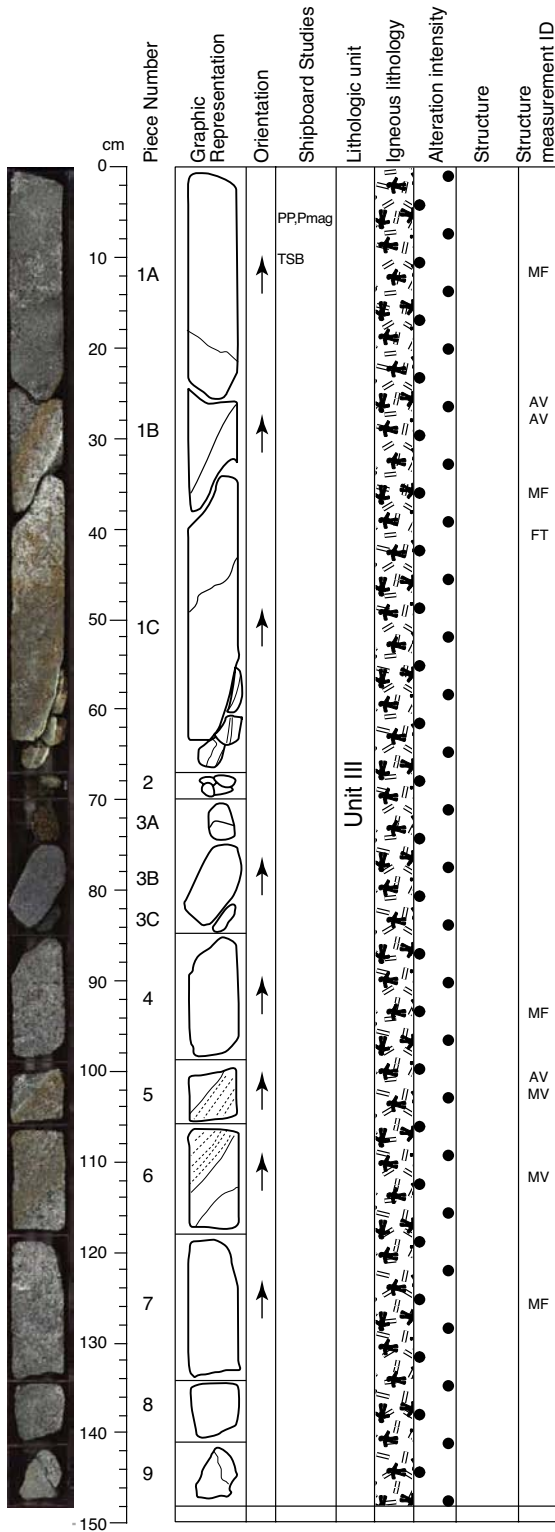 cm
Piece Number
Graphic
Representation
Orientation
Shipboard Studies
Lithologic unit
Igneous lithology
Alteration intensity
Structure
Structure
measurement ID
0
PP,Pmag
TSB
10
1A
MF
20
AV
30
1B
AV
MF
40
FT
50
1C
60
Unit III
70
2
3A
80
3B
3C
90
4
MF
100
AV
5
MV
110
6
MV
120
7
MF
130
8
140
9
150